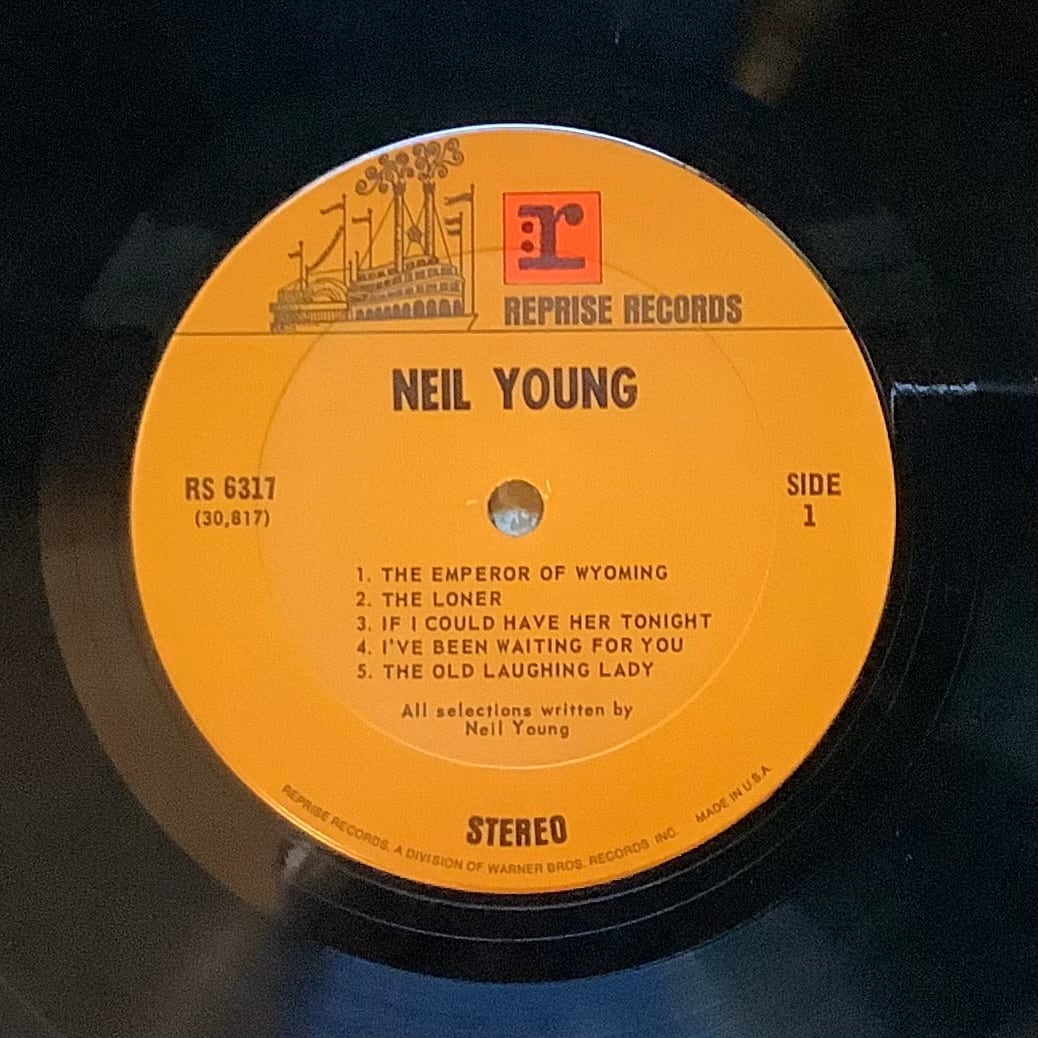 r
REPRISE RECORDS
NEIL YOUNG
RS 6317
(30,817)
SIDE
1
1. THE EMPEROR OF WYOMING
2. THE LONER
3. IF I COULD HAVE HER TONIGHT
4. I'VE BEEN WAITING FOR YOU
5. THE OLD LAUGHING LADY
All selections written by
Neil Young
STEREO
REPRISE RECORDS, A DIVISION OF WARNER BROS. RECORDS INC. MADE IN U.S.A.